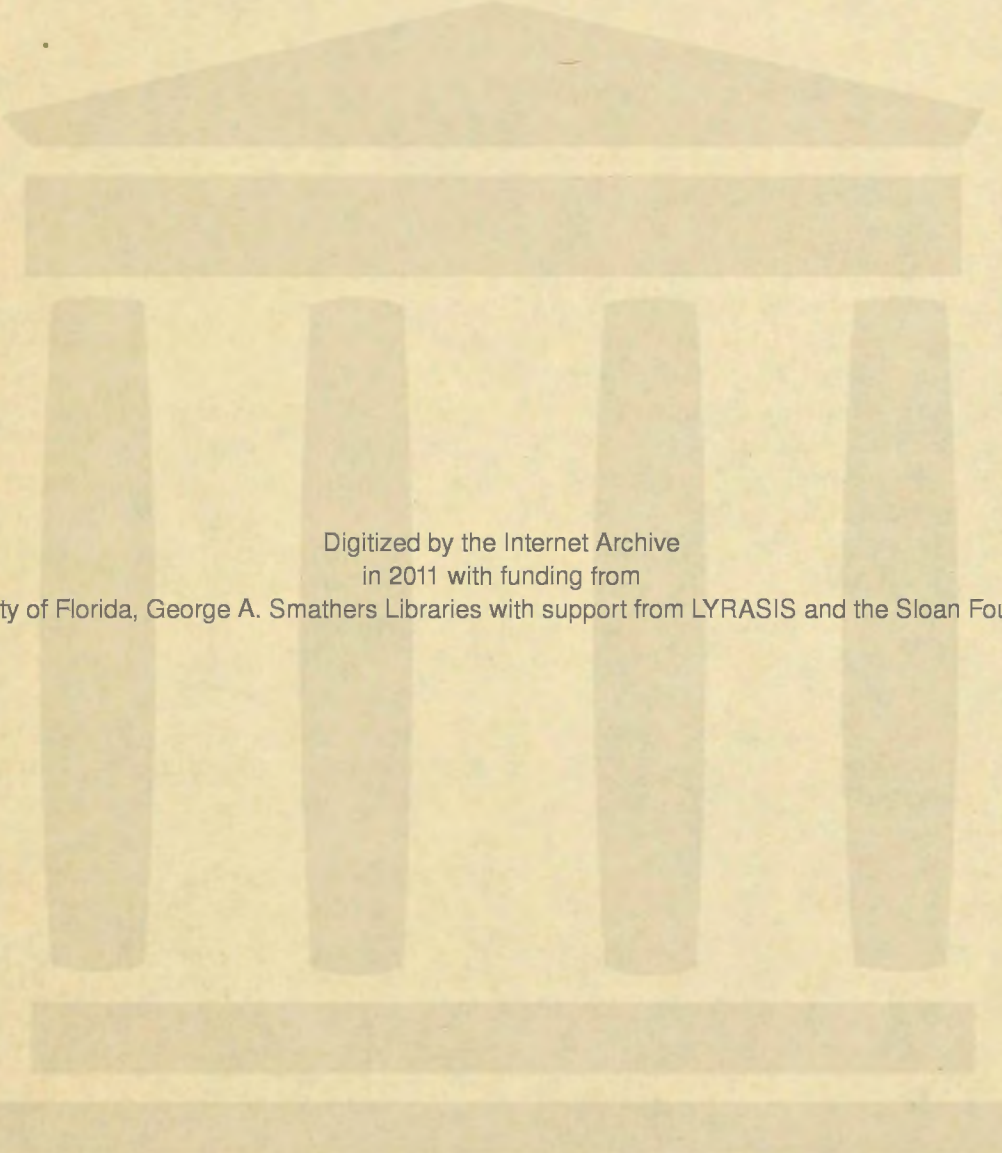 Digitized by the Internet Archive
in 2011 with funding from
ty of Florida, George A. Smathers Libraries with support from LYRASIS and the Sloan Fou